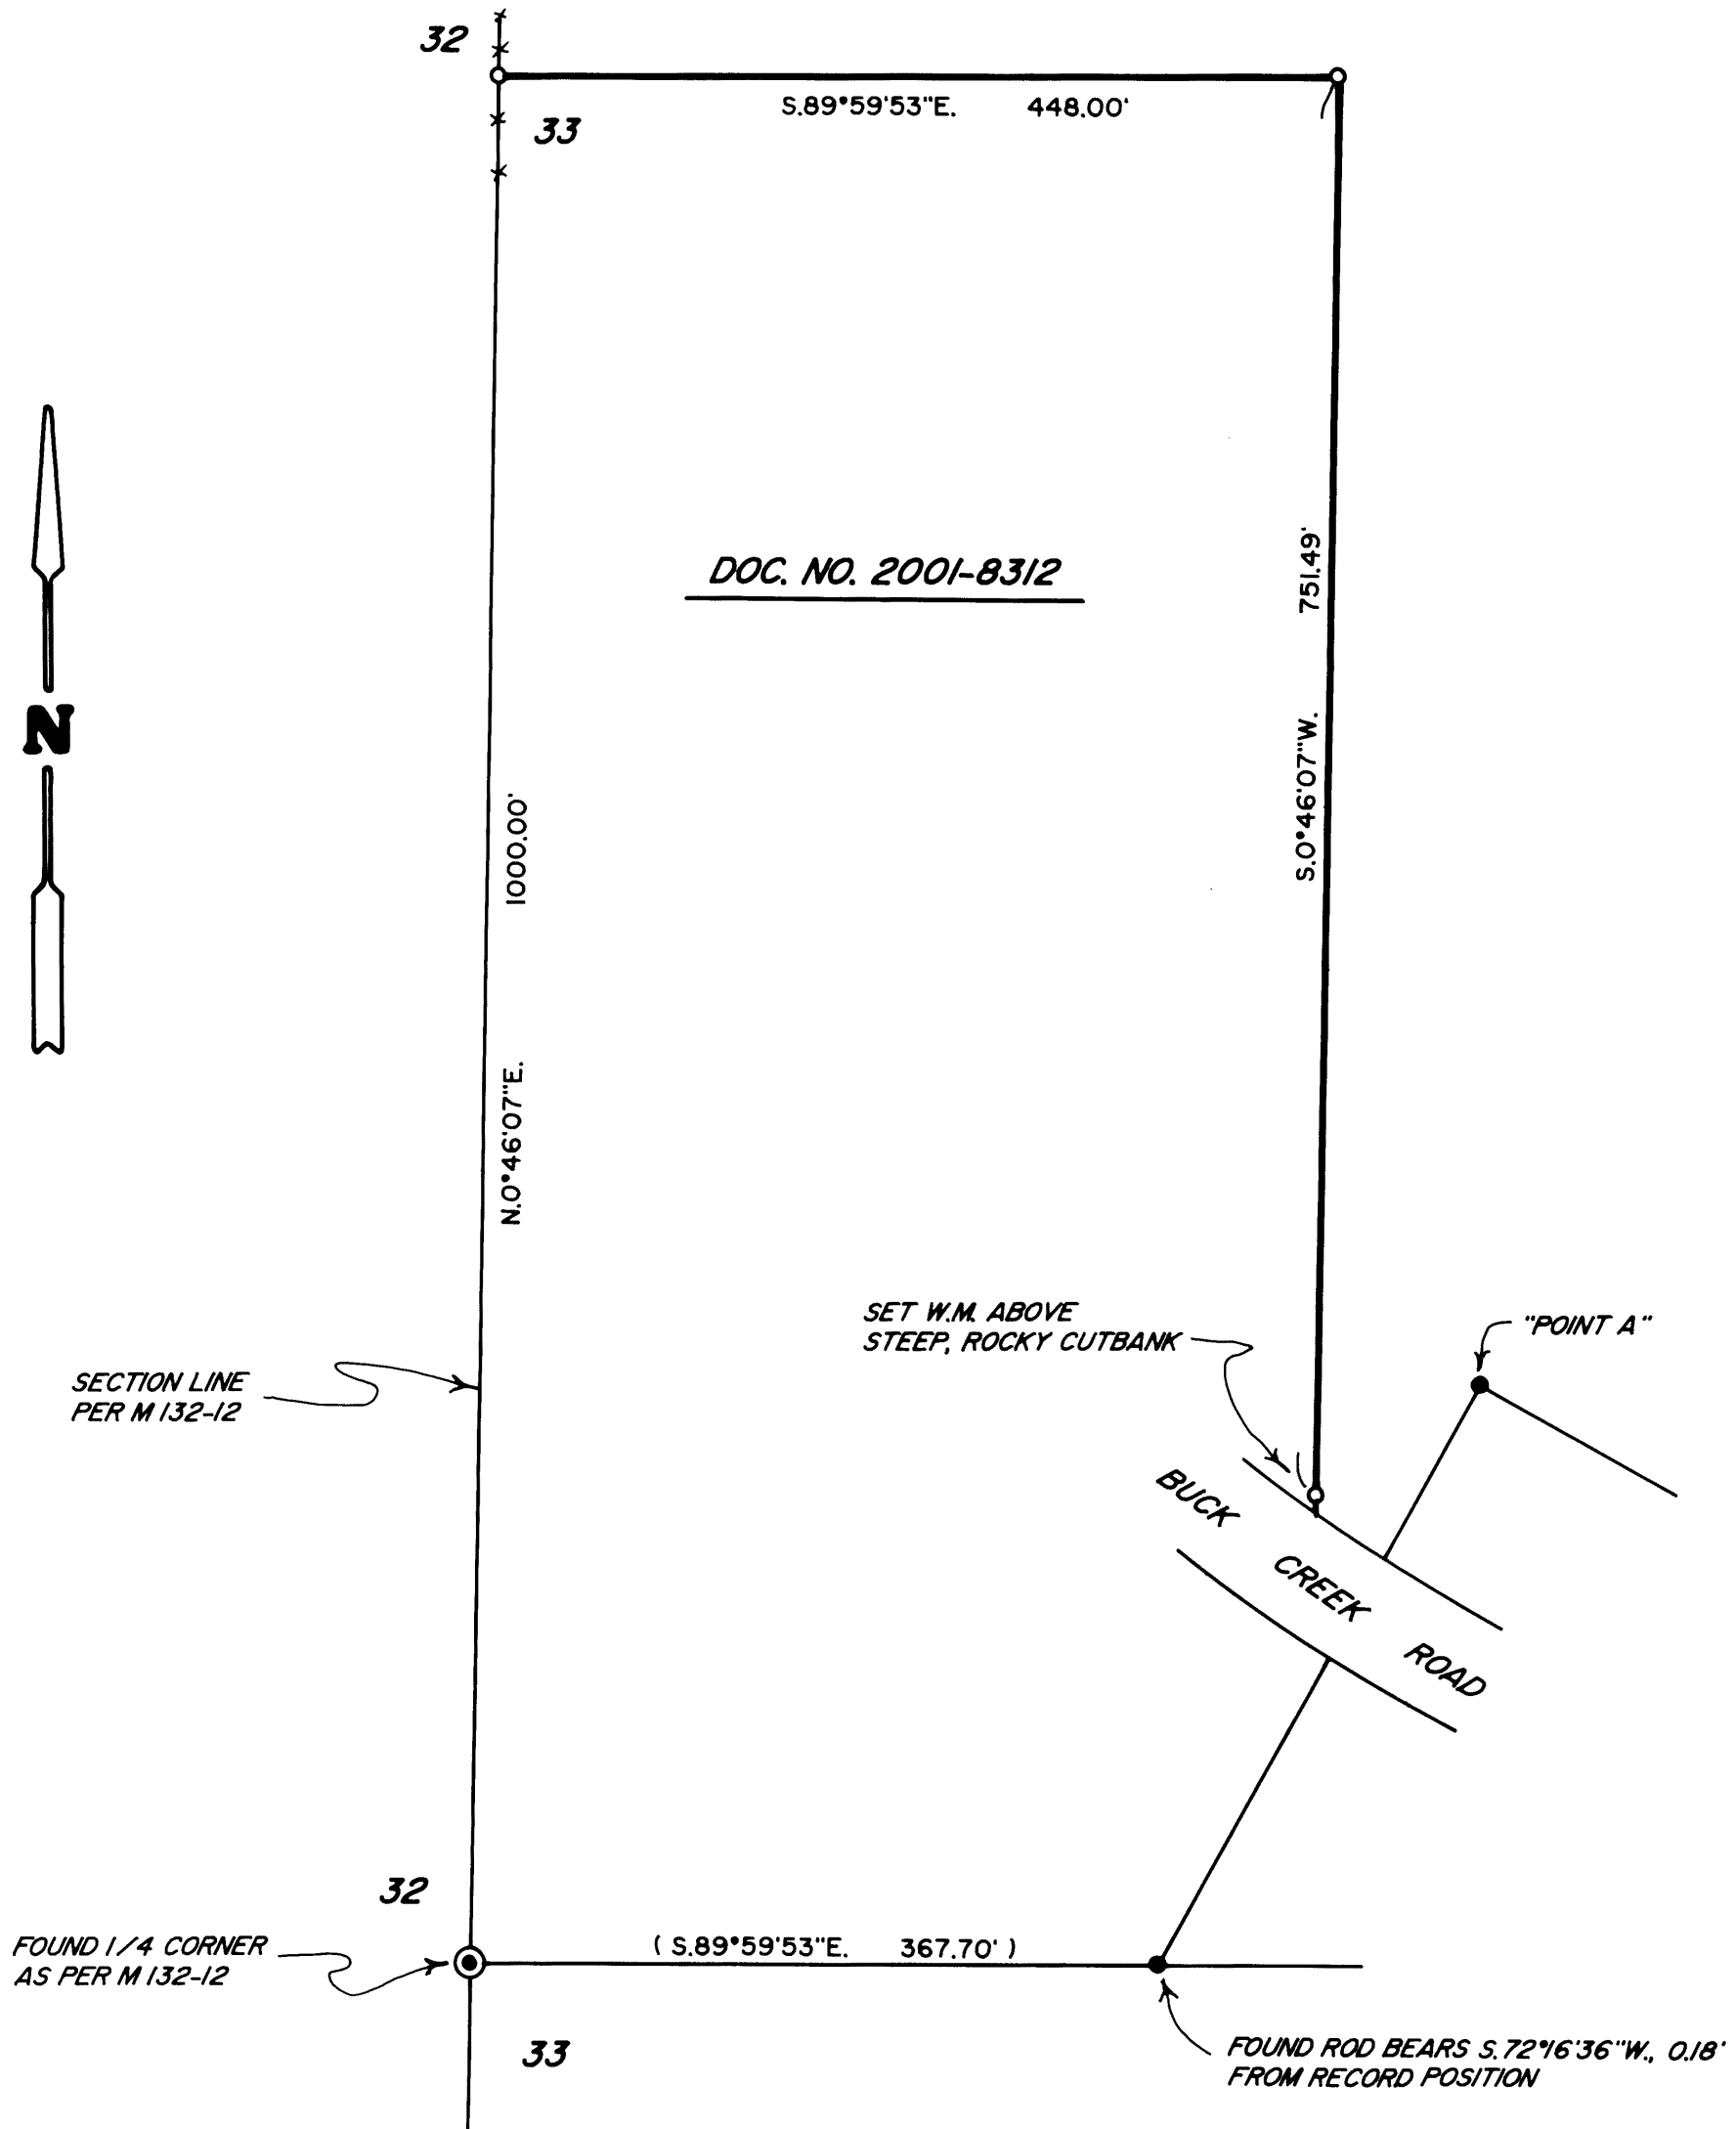 32
S.89°59'53"E. 448.00'
33
DOC. NO. 2001-8312
751.49'
S.0°46'07"W.
N
1000.00'
N.0°46'07"E.
SET W.M. ABOVE
STEEP, ROCKY CUTBANK
"POINT A"
SECTION LINE
PER M 132-12
BUCK CREEK ROAD
32
FOUND 1/4 CORNER
AS PER M 132-12
( S.89°59'53"E. 367.70' )
33
FOUND ROD BEARS S.72°16'36"W., 0.18'
FROM RECORD POSITION